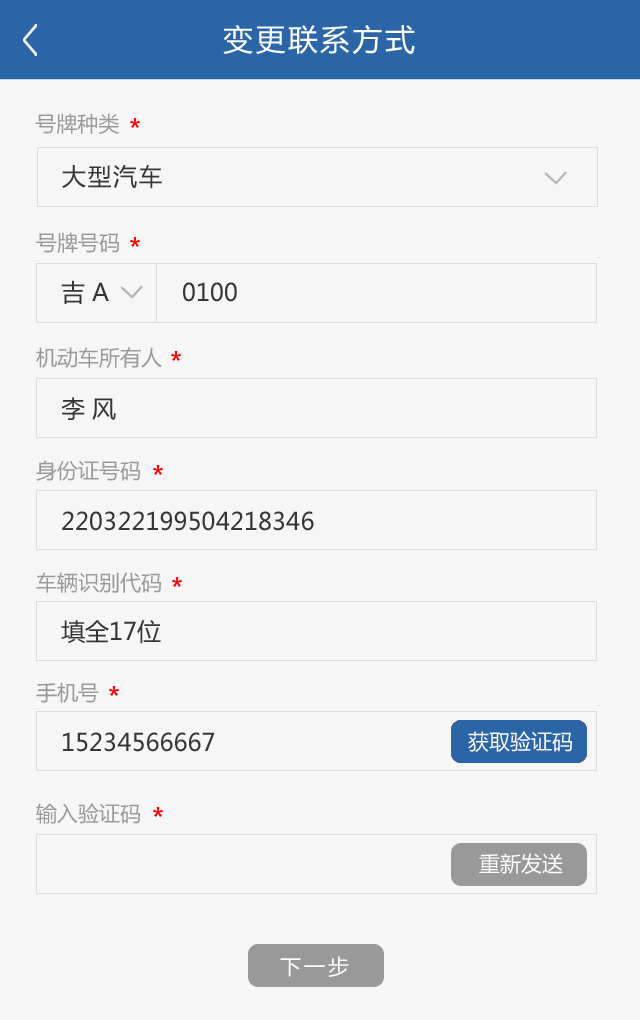 变更联系方式
号牌种类 *
大型汽车
号牌号码 *
吉 A 0100
机动车所有人 *
李 风
身份证号码 *
220322199504218346
车辆识别代码 *
填全17位
手机号 *
15234566667 获取验证码
输入验证码 *
重新发送
下一步